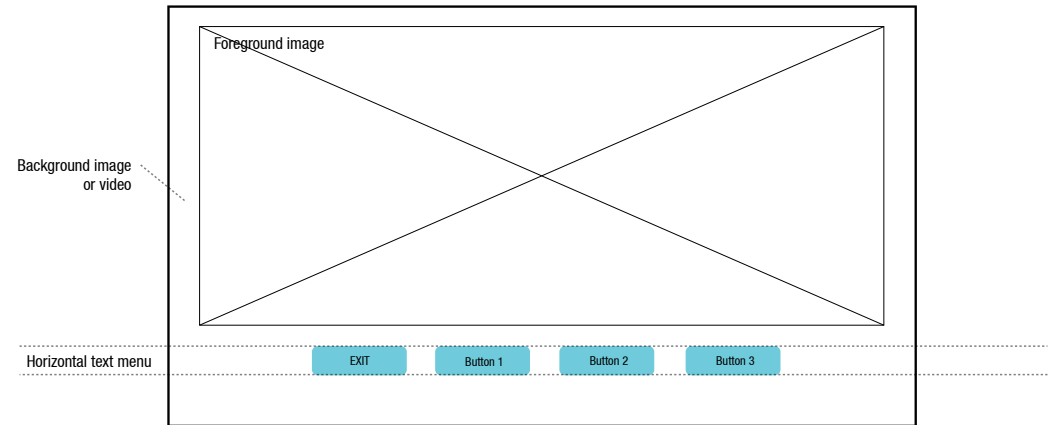 Foreground image
Background image
or video
Horizontal text menu
EXIT
Button 1
Button 2
Button 3